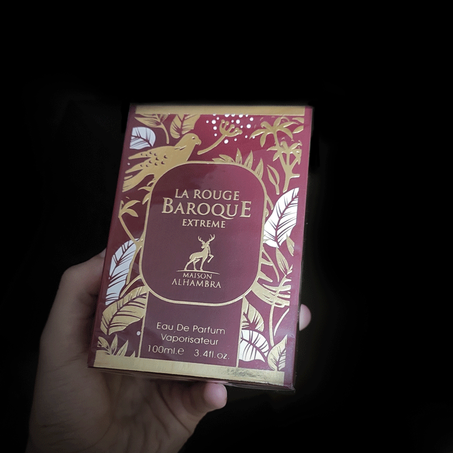 LA ROUGE
BAROQUE
EXTREME
MAISON
ALHAMBRA
Eau De Parfum
Vaporisateur
100ml.e 3.4fl.oz.